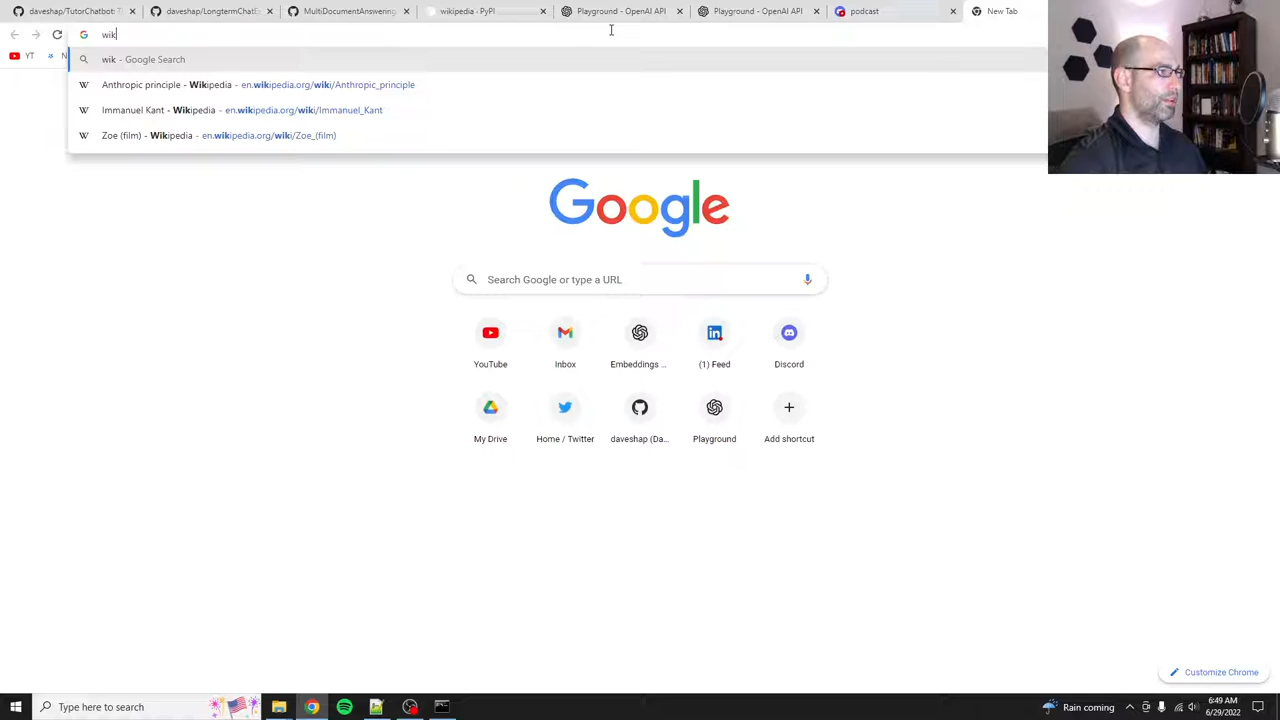 daveshap/TutorChatbot: T
daveshap/LongtermChatE
MultiDocumentAnswering
wikipedia · PyPI
Playground - OpenAI API
Playground - OpenAI API
podcast
New Tab
wik
YT
N
wik - Google Search
Anthropic principle - Wikipedia - en.wikipedia.org/wiki/Anthropic_principle
Immanuel Kant - Wikipedia - en.wikipedia.org/wiki/Immanuel_Kant
Zoe (film) - Wikipedia - en.wikipedia.org/wiki/Zoe_(film)
Google
Search Google or type a URL
YouTube
Inbox
Embeddings ...
(1) Feed
Discord
My Drive
Home / Twitter
daveshap (Da...
Playground
Add shortcut
Customize Chrome
Type here to search
Rain coming
6:49 AM
6/29/2022